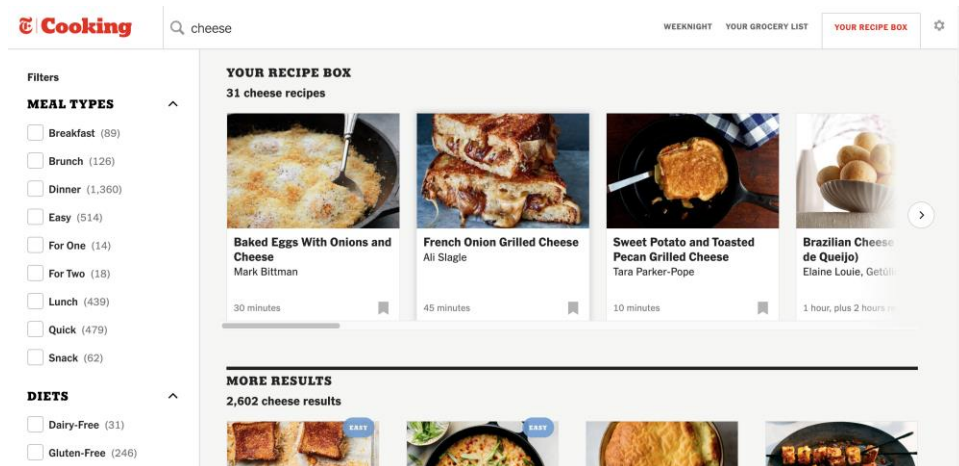 T Cooking
cheese
WEEKNIGHT
YOUR GROCERY LIST
YOUR RECIPE BOX
Filters
MEAL TYPES
Breakfast (89)
Brunch (126)
Dinner (1,360)
Easy (514)
For One (14)
For Two (18)
Lunch (439)
Quick (479)
Snack (62)
DIETS
Dairy-Free (31)
Gluten-Free (246)
YOUR RECIPE BOX
31 cheese recipes
Baked Eggs With Onions and
Cheese
Mark Bittman
30 minutes
French Onion Grilled Cheese
Ali Slagle
45 minutes
Sweet Potato and Toasted
Pecan Grilled Cheese
Tara Parker-Pope
10 minutes
Brazilian Cheese
de Queijo)
Elaine Louie,
1 hour, plus 2 hours
MORE RESULTS
2,602 cheese results
EASY
EASY